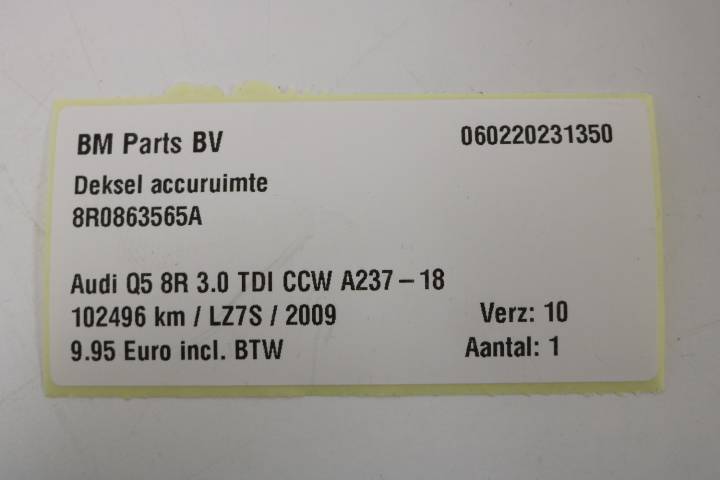 BM Parts BV 060220231350
Deksel accuruimte
8R0863565A
Audi Q5 8R 3.0 TDI CCW A237 – 18
102496 km / LZ7S / 2009 Verz: 10
9.95 Euro incl. BTW Aantal: 1